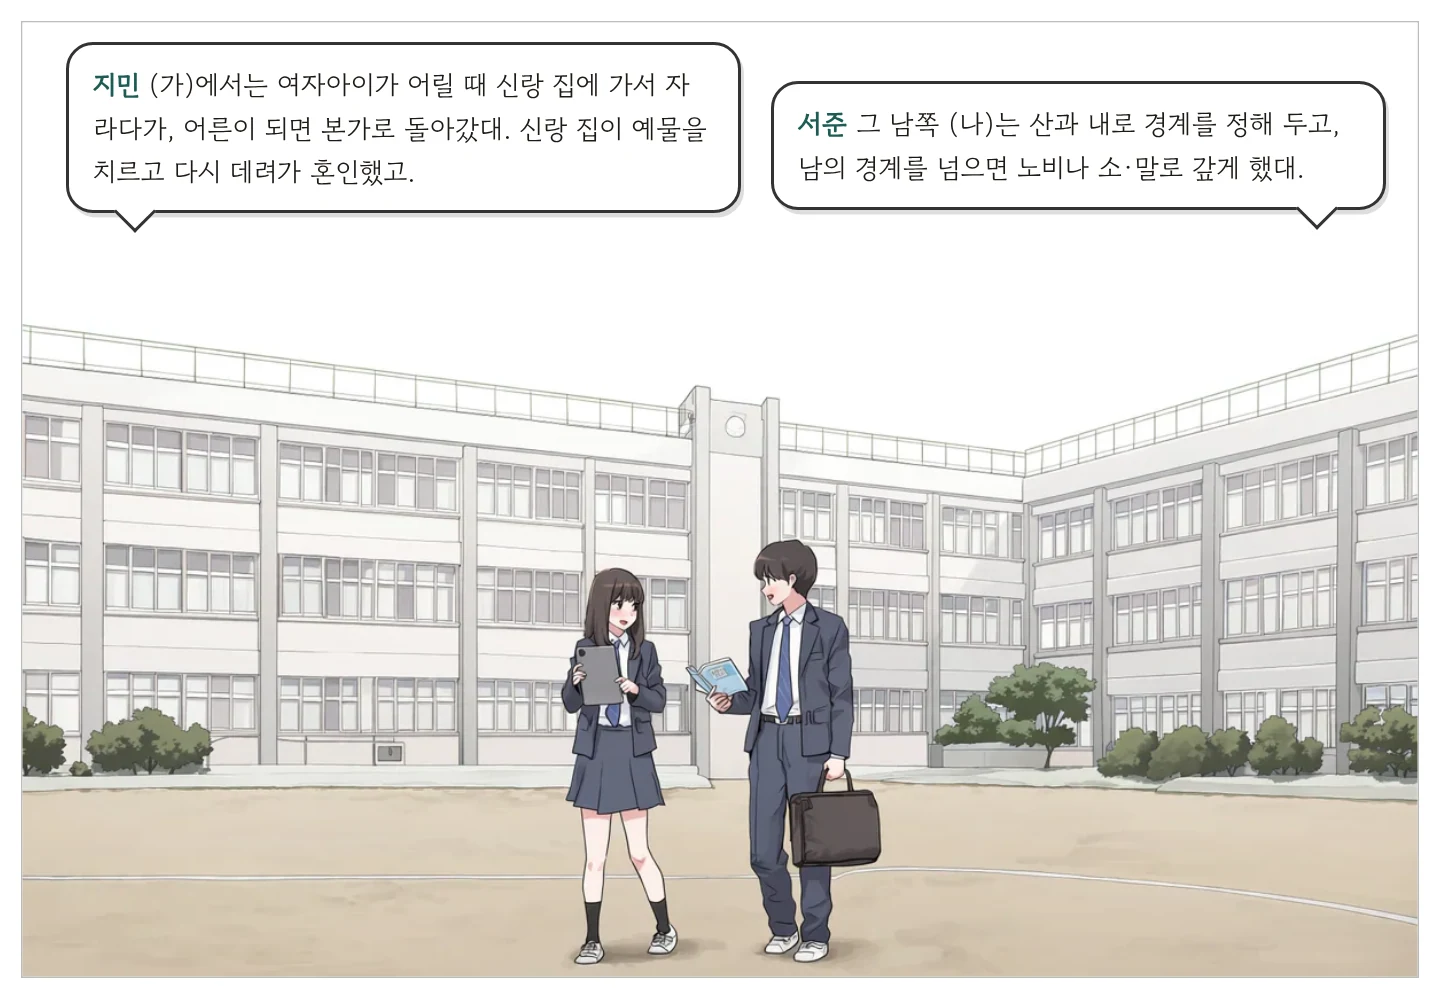 지민 (가)에서는 여자아이가 어릴 때 신랑 집에 가서 자
라다가, 어른이 되면 본가로 돌아갔대. 신랑 집이 예물을
치르고 다시 데려가 혼인했고.
서준 그 남쪽 (나)는 산과 내로 경계를 정해 두고,
남의 경계를 넘으면 노비나 소·말로 갚게 했대.